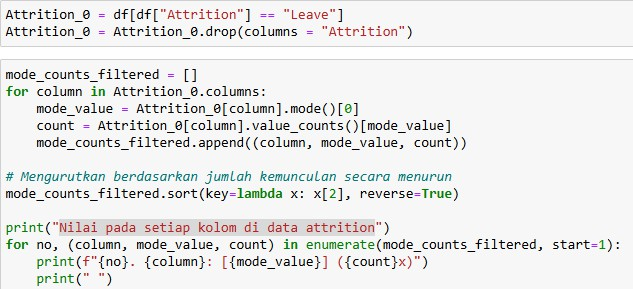 Attrition_0 = df[df["Attrition"] == "Leave"]
Attrition_0 = Attrition_0.drop(columns = "Attrition")
mode_counts_filtered = []
for column in Attrition_0.columns:
    mode_value = Attrition_0[column].mode()[0]
    count = Attrition_0[column].value_counts()[mode_value]
    mode_counts_filtered.append((column, mode_value, count))
# Mengurutkan berdasarkan jumlah kemunculan secara menurun
mode_counts_filtered.sort(key=lambda x: x[2], reverse=True)
print("Nilai pada setiap kolom di data attrition")
for no, (column, mode_value, count) in enumerate(mode_counts_filtered, start=1):
    print(f"{no}. {column}: [{mode_value}] ({count}x)")
    print(" ")